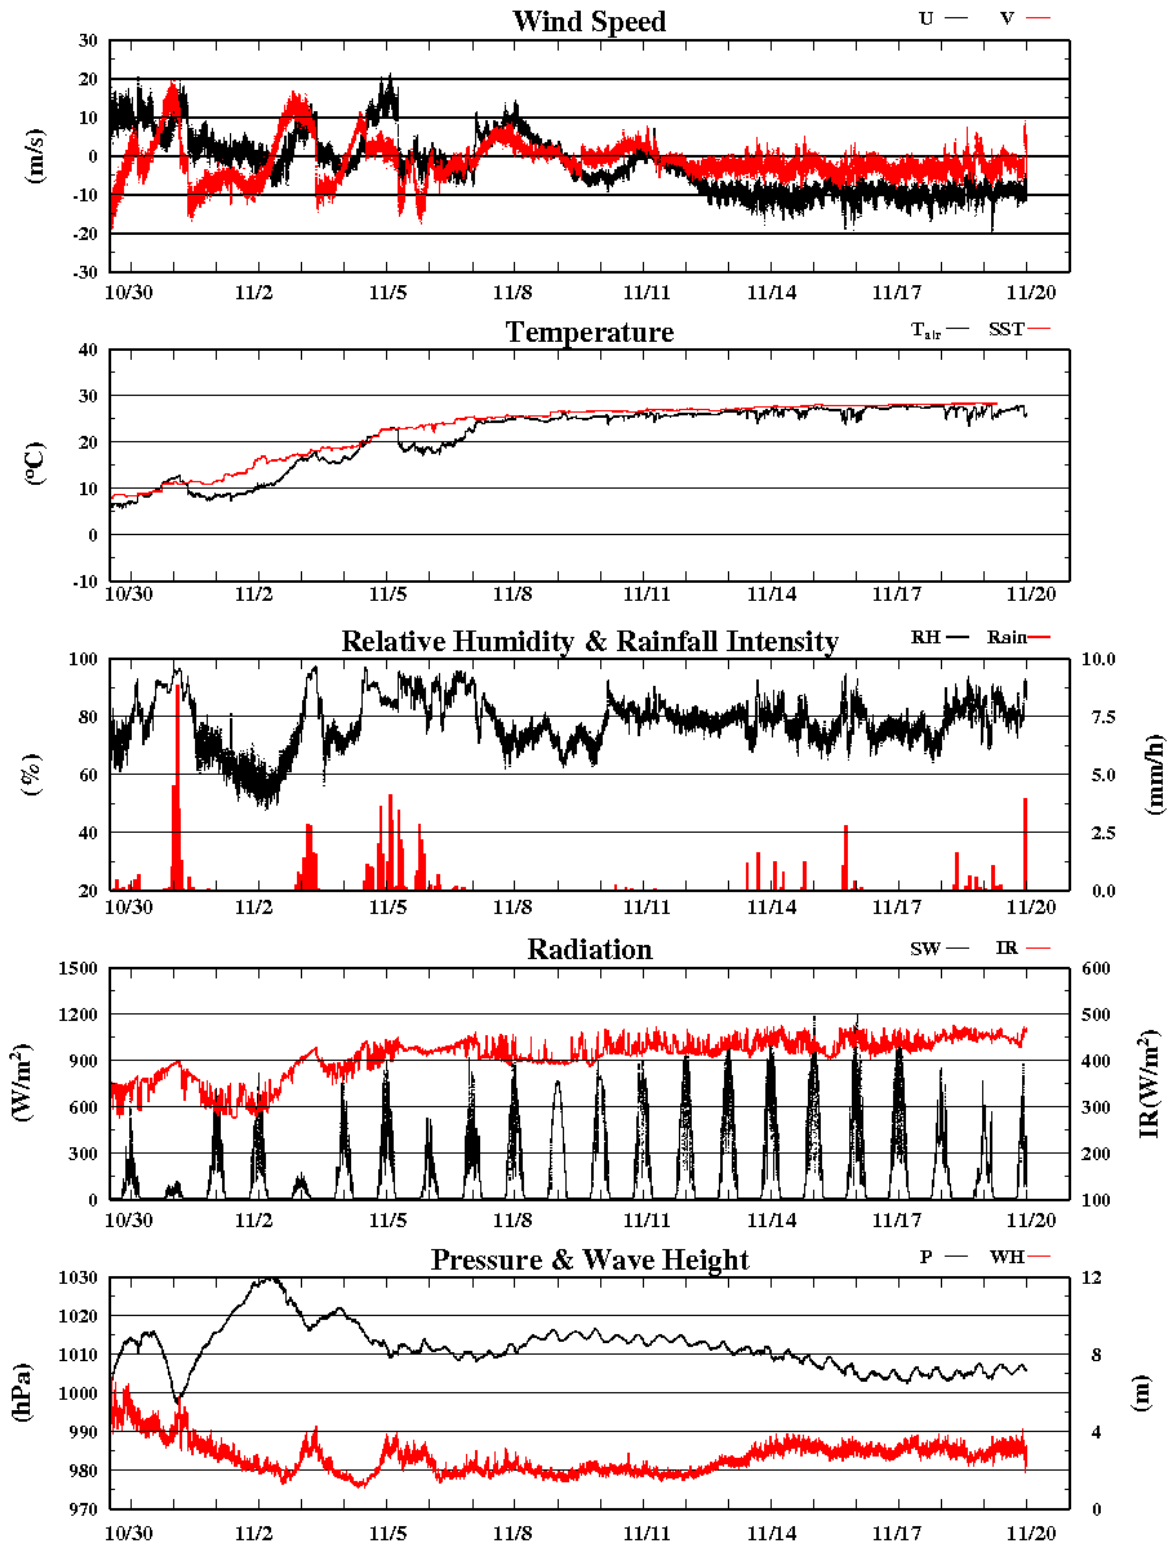 Wind Speed
U V
30
20
10
0
-10
-20
-30
(m/s)
10/30 11/2 11/5 11/8 11/11 11/14 11/17 11/20
Temperature
Tair SST
40
30
20
10
0
-10
(°C)
10/30 11/2 11/5 11/8 11/11 11/14 11/17 11/20
Relative Humidity & Rainfall Intensity
RH Rain
100 10.0
80 7.5
60 5.0
40 2.5
20 0.0
(%) (mm/h)
10/30 11/2 11/5 11/8 11/11 11/14 11/17 11/20
Radiation
SW IR
1500 600
1200 500
900 400
600 300
300 200
0 100
(W/m2) IR(W/m2)
10/30 11/2 11/5 11/8 11/11 11/14 11/17 11/20
Pressure & Wave Height
P WH
1030 12
1020
1010 8
1000
990 4
980
970 0
(hPa) (m)
10/30 11/2 11/5 11/8 11/11 11/14 11/17 11/20